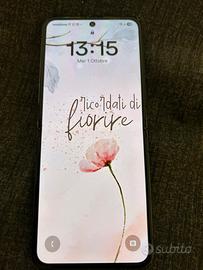 13:15
Mar 1 Ottobre
Ricordati di
fiorire
subito